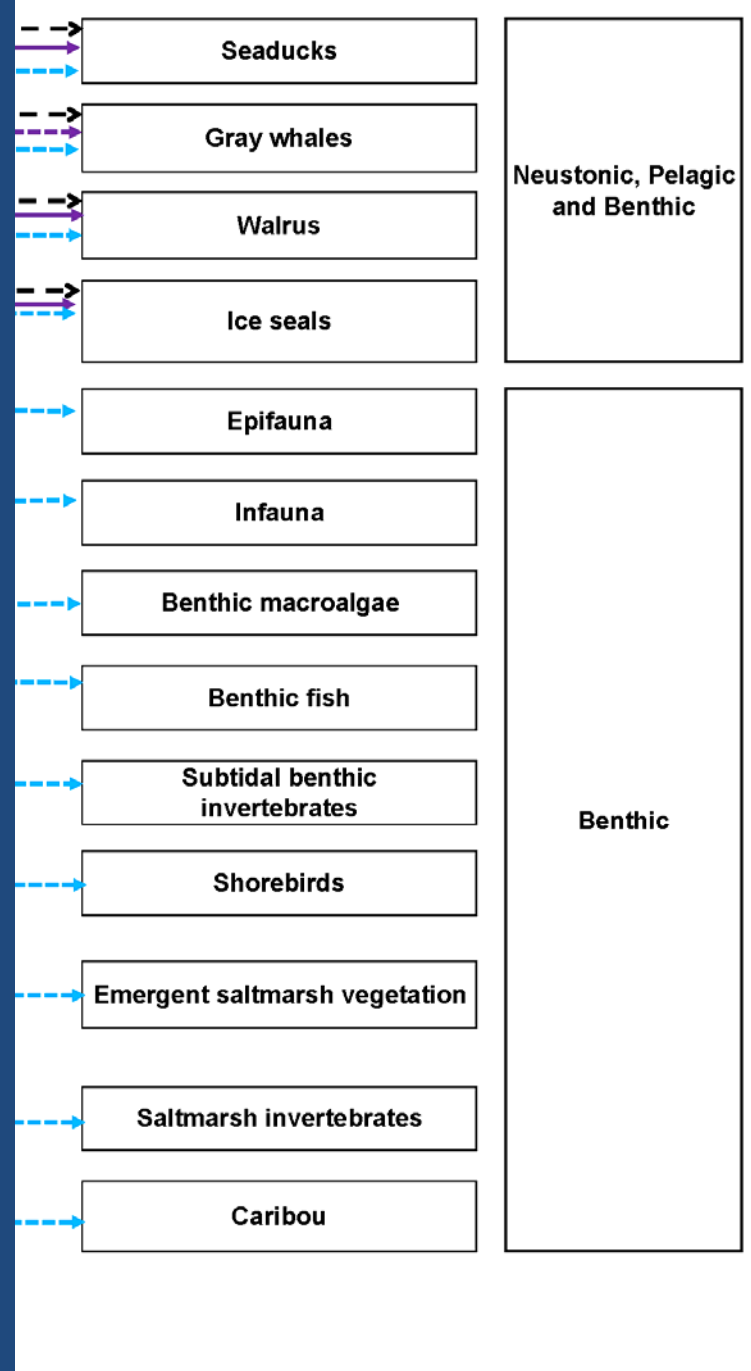 Seaducks
Gray whales
Walrus
Ice seals
Neustonic, Pelagic
and Benthic
Epifauna
Infauna
Benthic macroalgae
Benthic fish
Subtidal benthic
invertebrates
Shorebirds
Emergent saltmarsh vegetation
Saltmarsh invertebrates
Caribou
Benthic